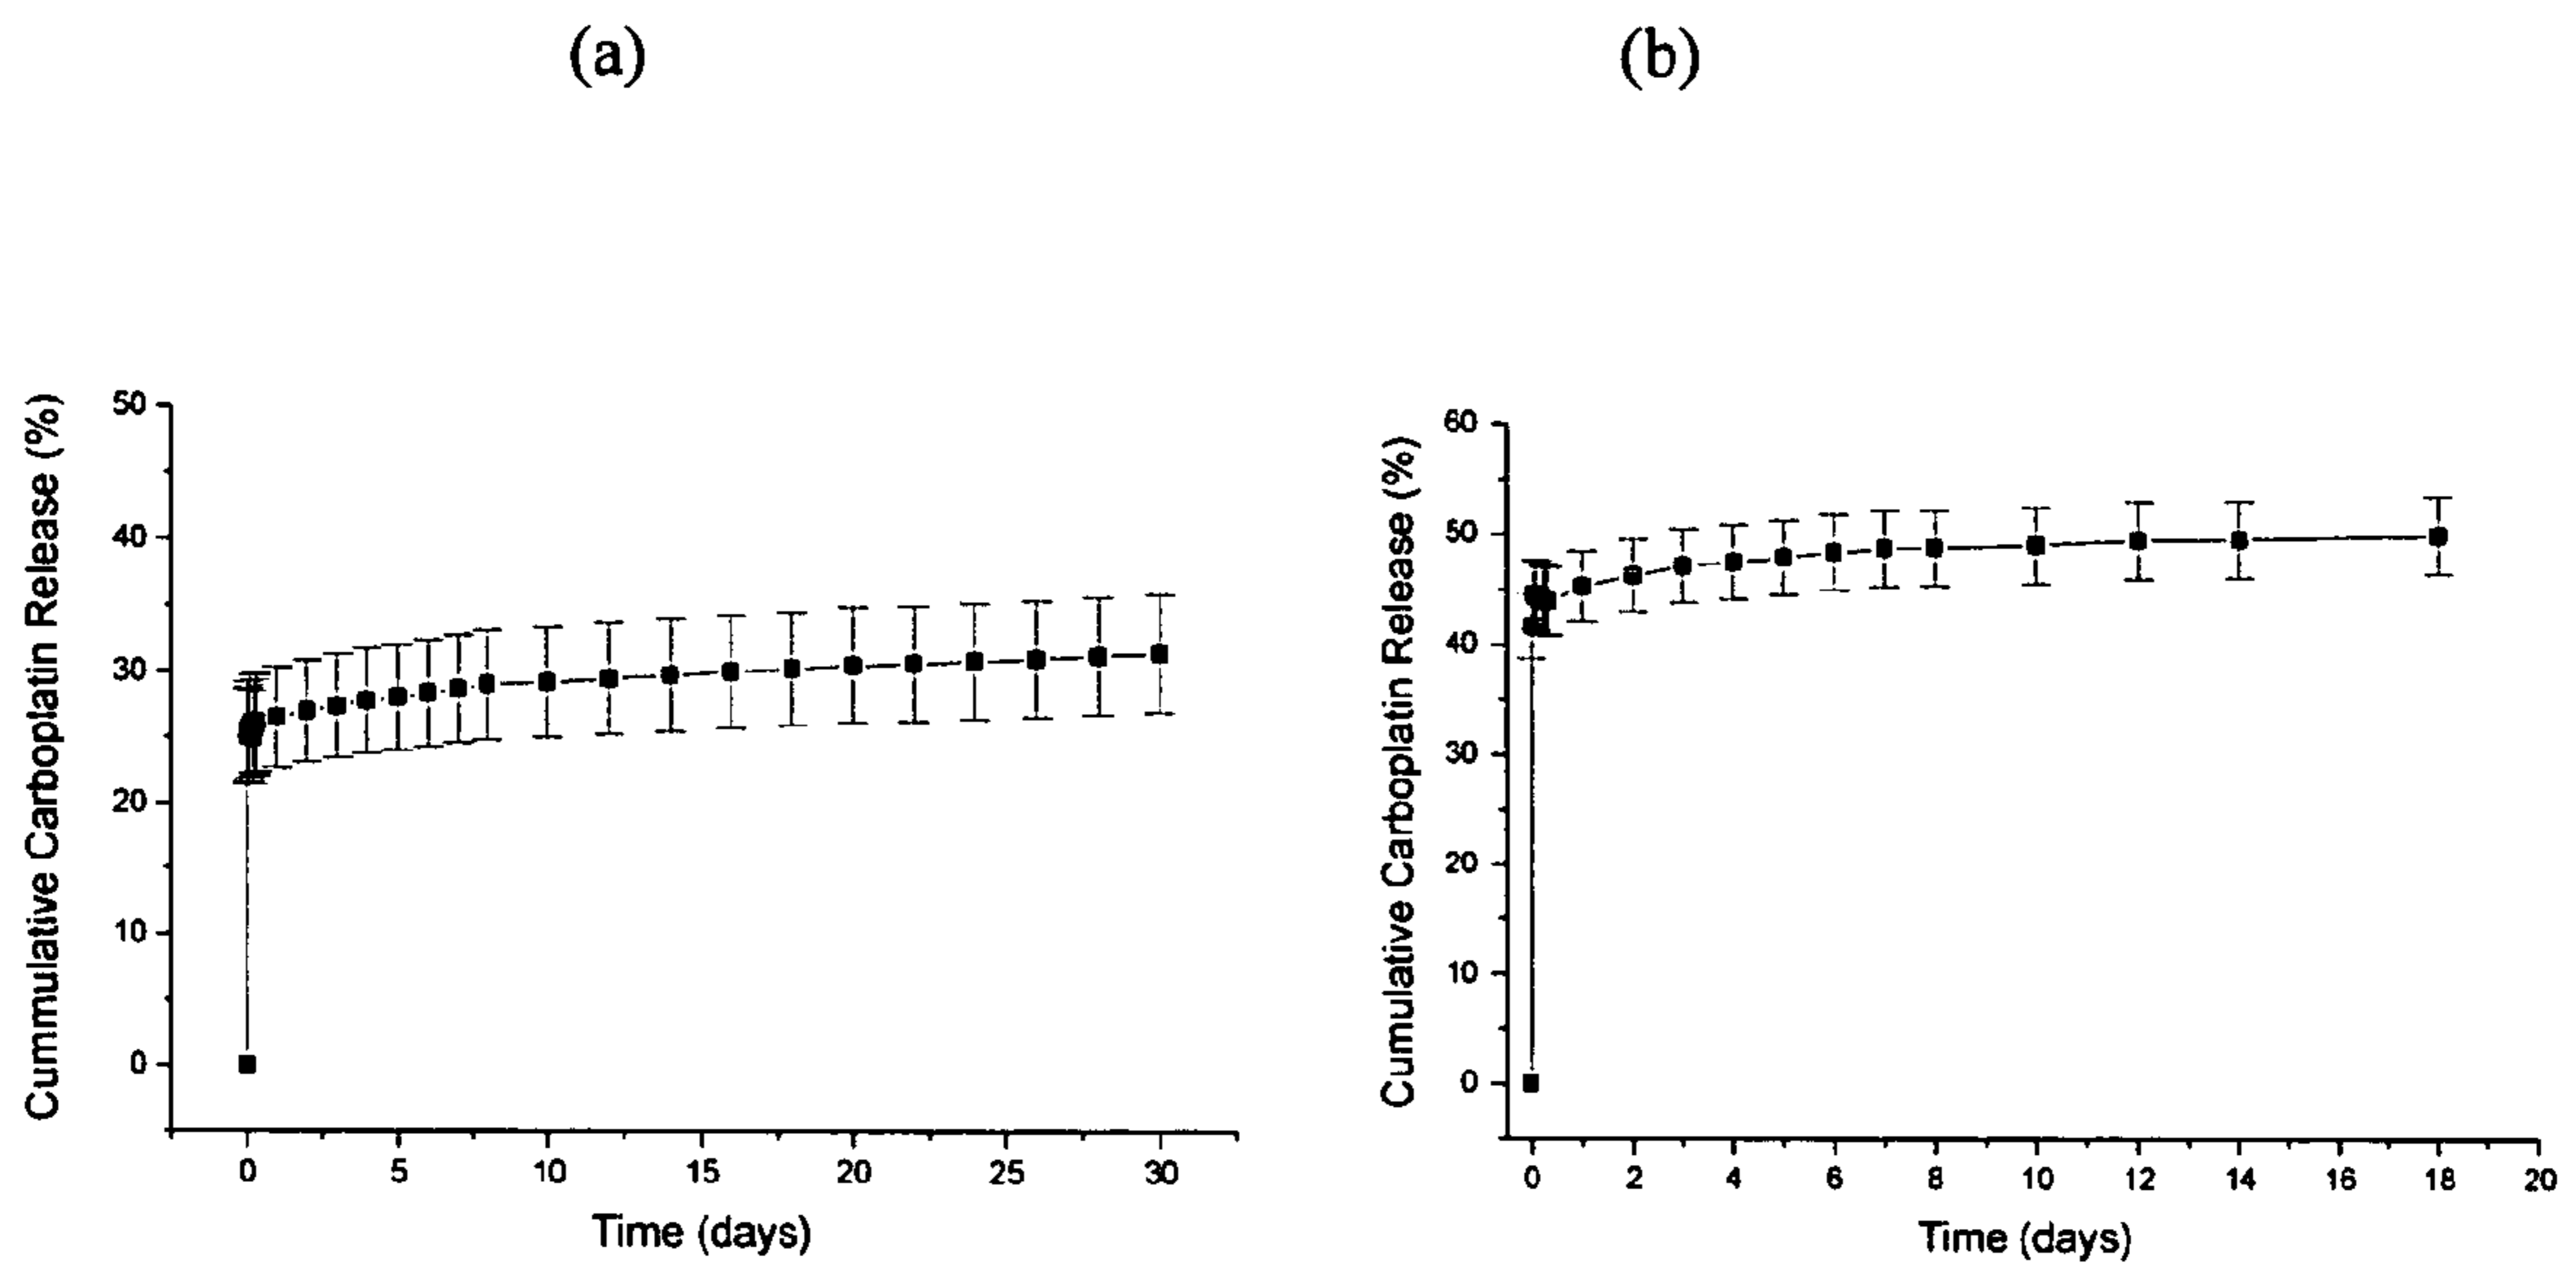 (a)
(b)
Cummulative Carboplatin Release (%)
50
40
30
20
10
0
0 5 10 15 20 25 30
Time (days)
Cumulative Carboplatin Release (%)
60
50
40
30
20
10
0
0 2 4 6 8 10 12 14 16 18 20
Time (days)